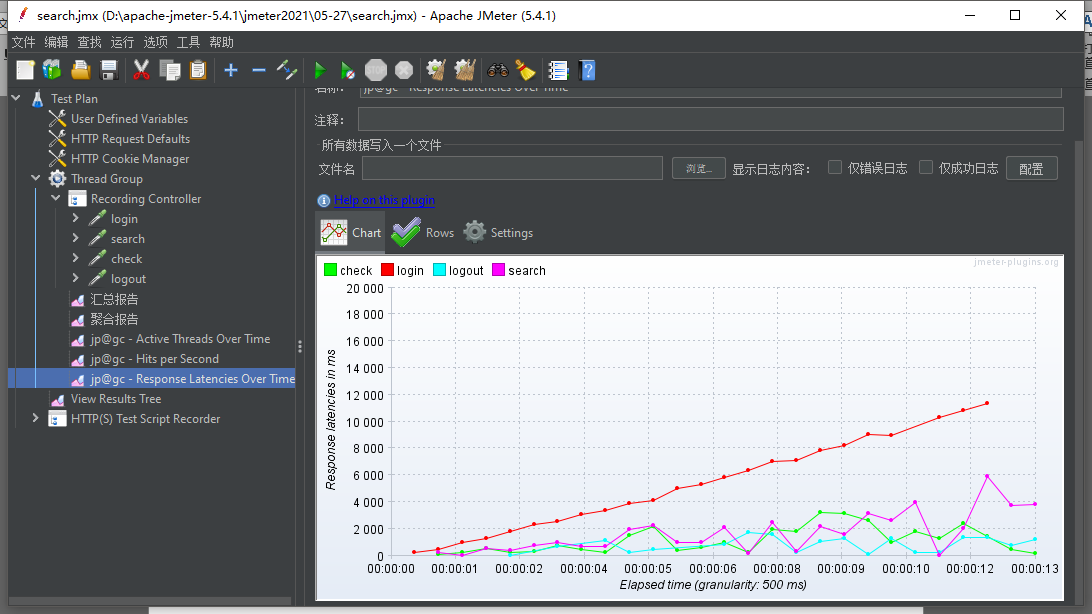 search.jmx (D:\apache-jmeter-5.4.1\jmeter2021\05-27\search.jmx) - Apache JMeter (5.4.1)
文件 编辑 查找 运行 选项 工具 帮助
STOP
Test Plan
User Defined Variables
HTTP Request Defaults
HTTP Cookie Manager
Thread Group
Recording Controller
login
search
check
logout
汇总报告
聚合报告
jp@gc - Active Threads Over Time
jp@gc - Hits per Second
jp@gc - Response Latencies Over Time
View Results Tree
HTTP(S) Test Script Recorder
名称: jp@gc - Response Latencies Over Time
注释:
所有数据写入一个文件
文件名 浏览... 显示日志内容: 仅错误日志 仅成功日志 配置
Help on this plugin
Chart Rows Settings
jmeter-plugins.org
check login logout search
20 000
18 000
16 000
14 000
12 000
10 000
8 000
6 000
4 000
2 000
0
Response latencies in ms
00:00:00 00:00:01 00:00:02 00:00:04 00:00:05 00:00:06 00:00:08 00:00:09 00:00:10 00:00:12 00:00:13
Elapsed time (granularity: 500 ms)